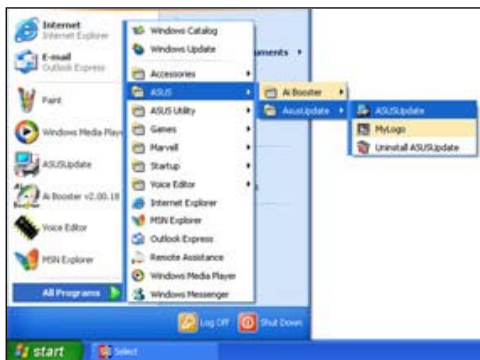 Internet
Internet Explorer
E-mail
Outlook Express
Paint
Windows Media Play
ASUSUpdate
Ai Booster v2.00.18
Voice Editor
MSN Explorer
All Programs
Windows Catalog
Windows Update
Accessories
ASUS
ASUS Utility
Games
Marvell
Startup
Voice Editor
Internet Explorer
MSN Explorer
Outlook Express
Remote Assistance
Windows Media Player
Windows Messenger
uments
Ai Booster
AsusUpdate
ASUSUpdate
MyLogo
Uninstall ASUSUpdate
Log Off
Shut Down
start
Select